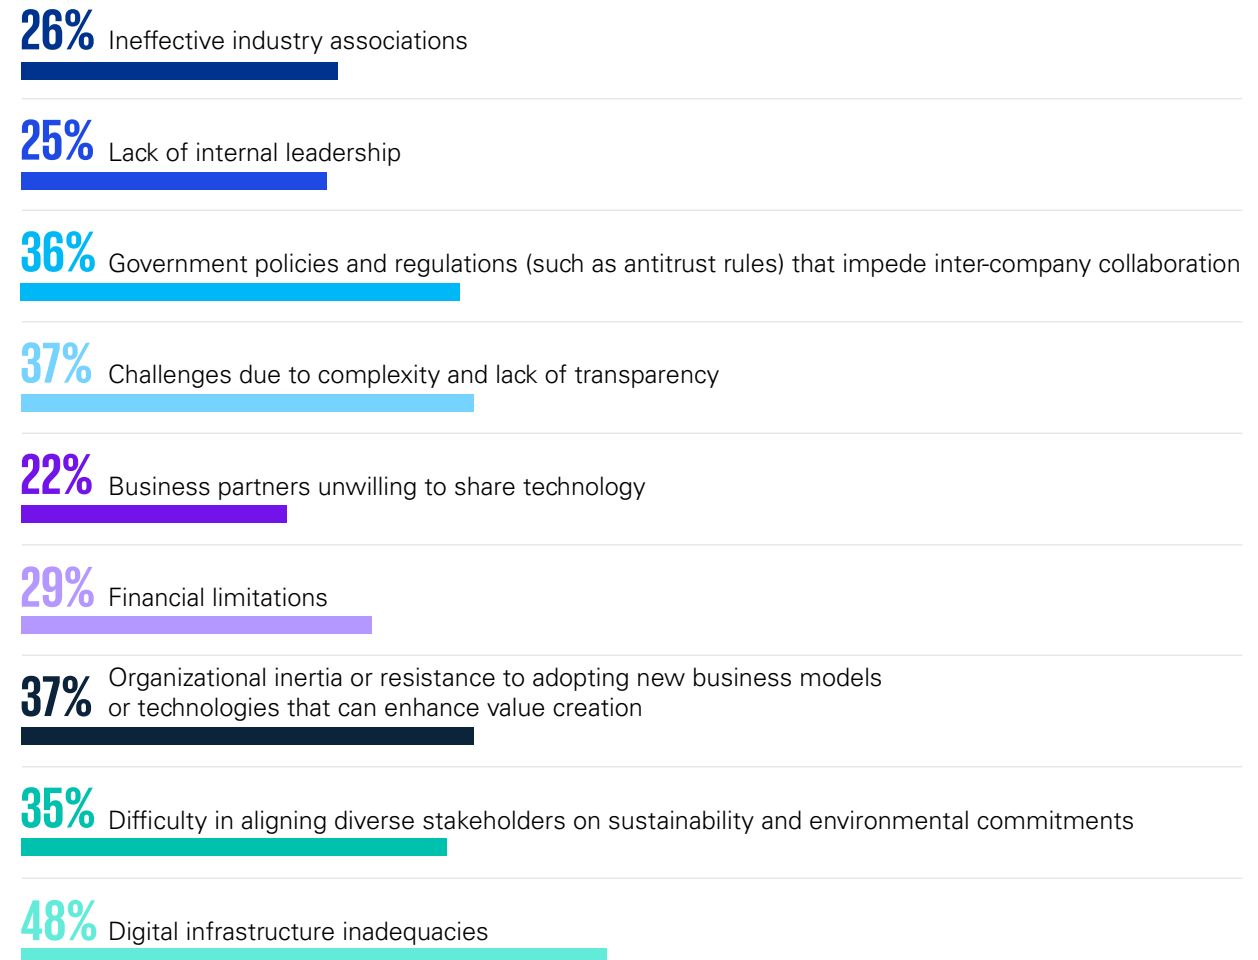 26% Ineffective industry associations
25% Lack of internal leadership
36% Government policies and regulations (such as antitrust rules) that impede inter-company collaboration
37% Challenges due to complexity and lack of transparency
22% Business partners unwilling to share technology
29% Financial limitations
37% Organizational inertia or resistance to adopting new business models
or technologies that can enhance value creation
35% Difficulty in aligning diverse stakeholders on sustainability and environmental commitments
48% Digital infrastructure inadequacies